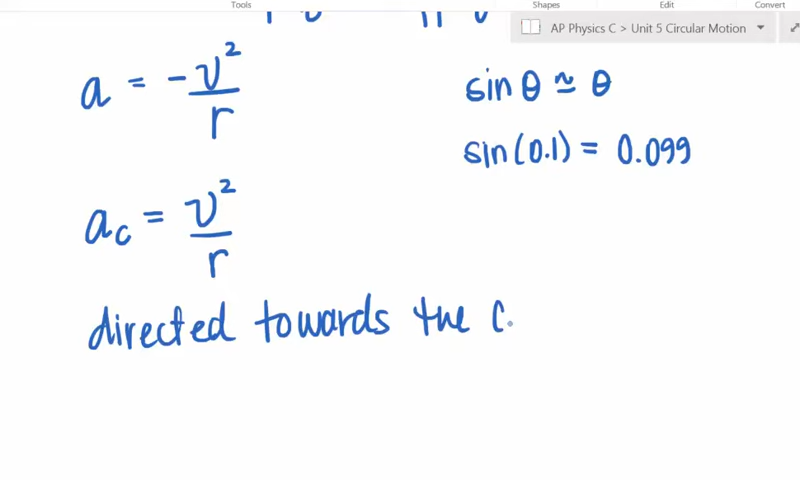 Tools Shapes Edit Convert
AP Physics C > Unit 5 Circular Motion
a = -v²/r
sin θ ≃ θ
sin(0.1) = 0.099
a_c = v²/r
directed towards the c